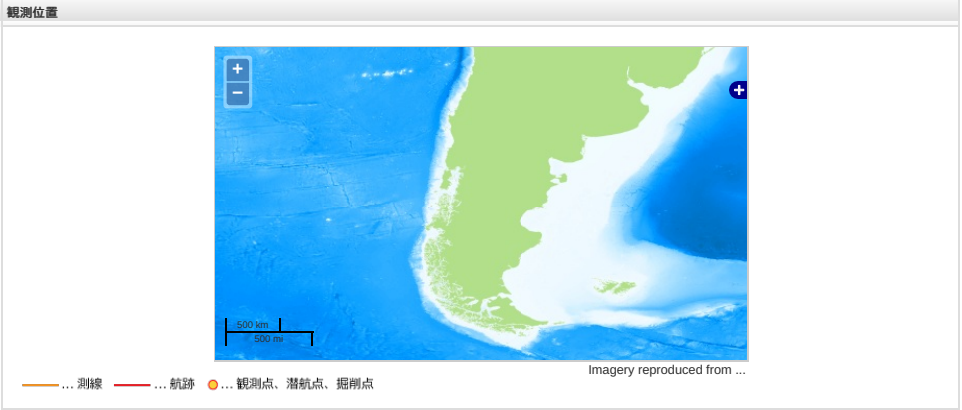 観測位置
+
−
+
500 km
500 mi
Imagery reproduced from ...
... 測線 ... 航跡 ... 観測点、潜航点、掘削点